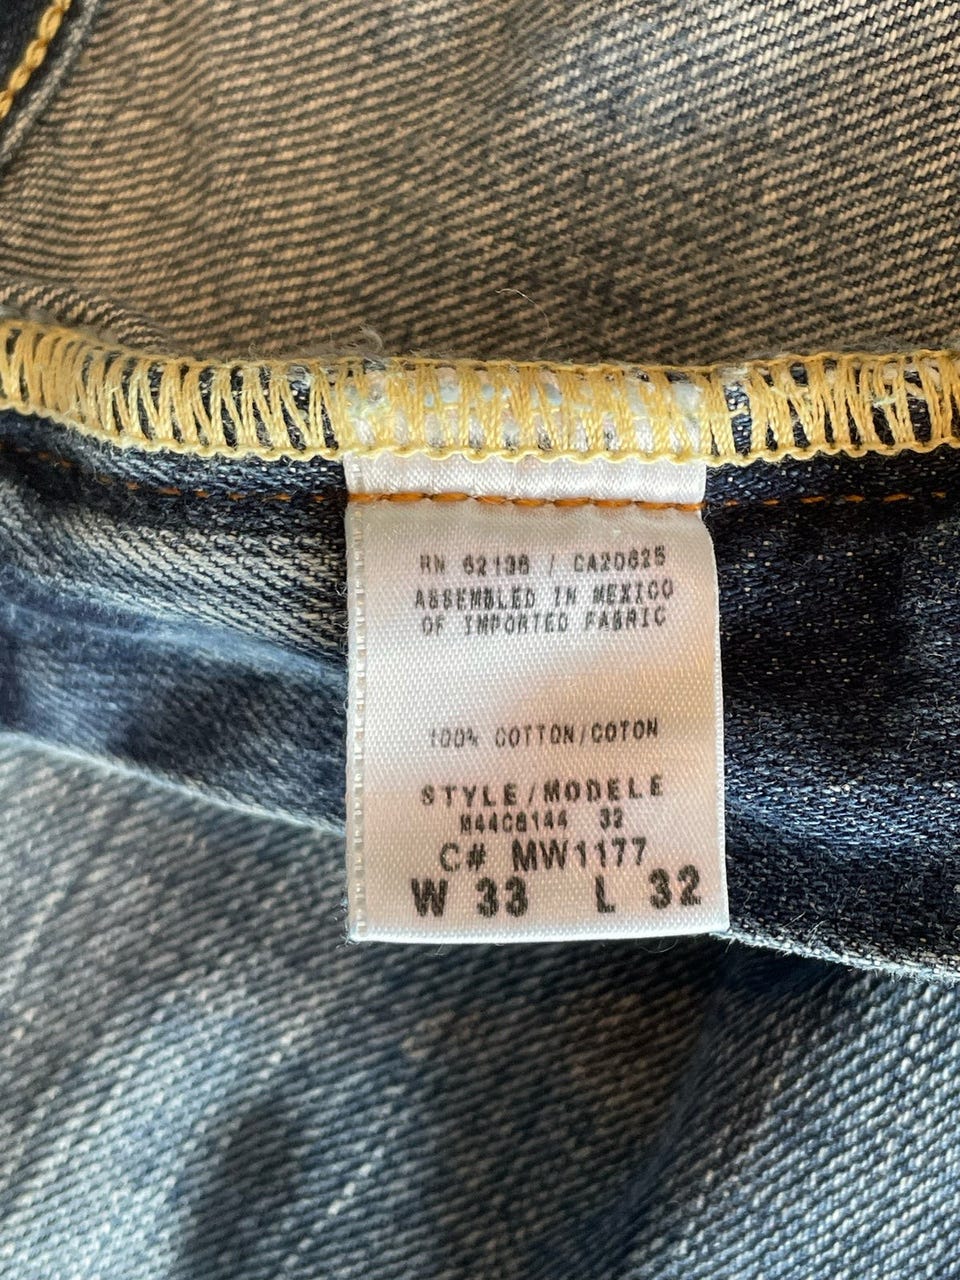 RN 62136 / CA20625
ASSEMBLED IN MEXICO
OF IMPORTED FABRIC
100% COTTON/COTON
STYLE/MODELE
M44C8144 32
C# MW1177
W 33 L 32